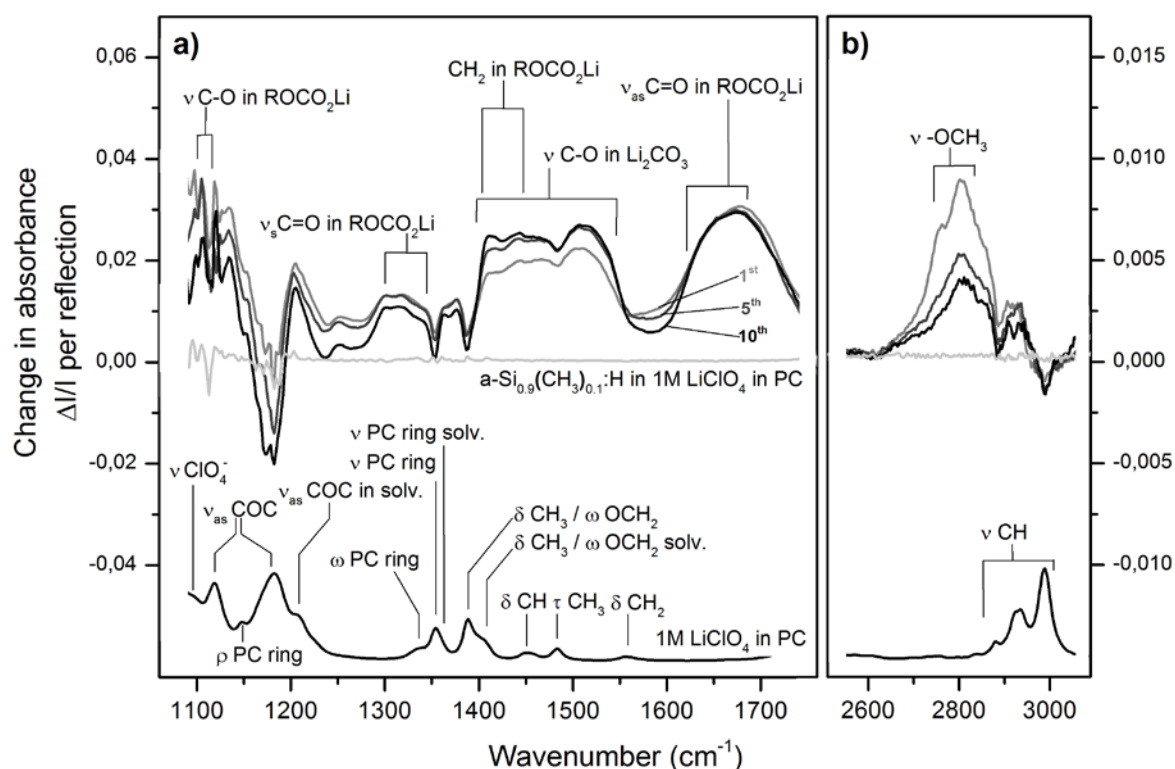 a)
b)
0,06
0,04
0,02
0,00
-0,02
-0,04
0,015
0,010
0,005
0,000
-0,005
-0,010
Change in absorbance
ΔI/I per reflection
ν C-O in ROCO₂Li
CH₂ in ROCO₂Li
νasC=O in ROCO₂Li
ν C-O in Li₂CO₃
νsC=O in ROCO₂Li
1st
5th
10th
a-Si₀.₉(CH₃)₀.₁:H in 1M LiClO₄ in PC
ν -OCH₃
ν PC ring solv.
ν PC ring
ν ClO₄⁻
νas COC
νas COC in solv.
ω PC ring
δ CH₃ / ω OCH₂
δ CH₃ / ω OCH₂ solv.
δ CH τ CH₃ δ CH₂
ρ PC ring
1M LiClO₄ in PC
ν CH
1100 1200 1300 1400 1500 1600 1700
2600 2800 3000
Wavenumber (cm⁻¹)